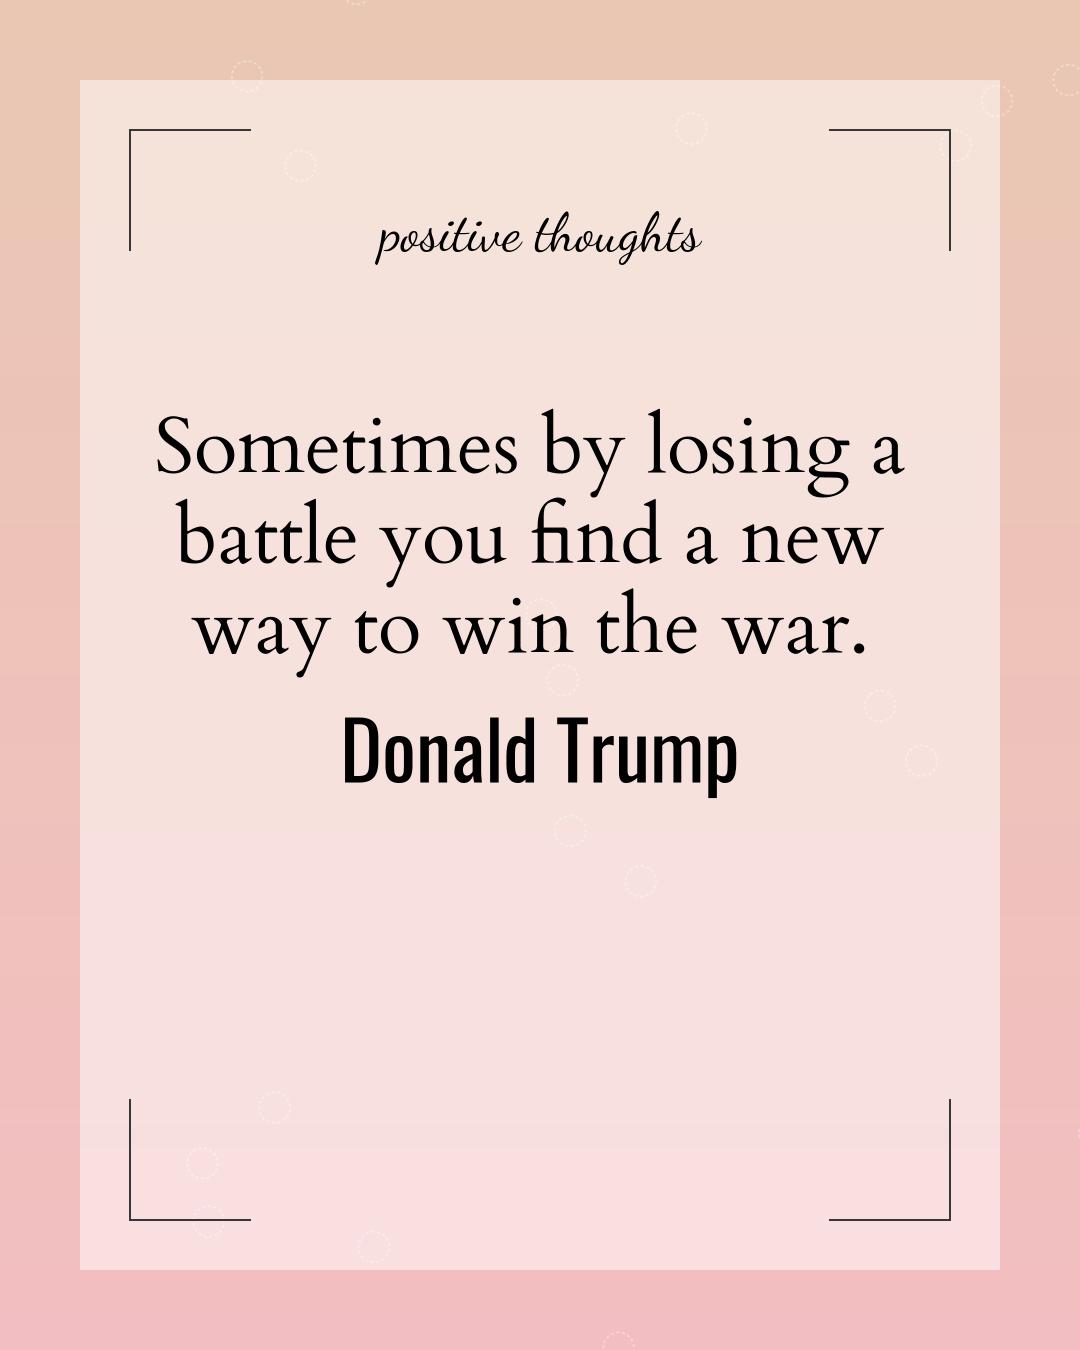 positive thoughts
Sometimes by losing a
battle you find a new
way to win the war.
Donald Trump